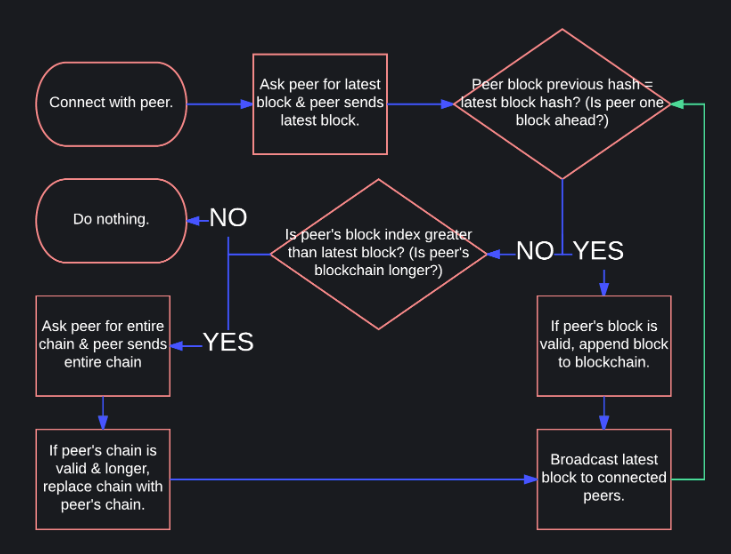 Connect with peer.
Ask peer for latest
block & peer sends
latest block.
Peer block previous hash =
latest block hash? (Is peer one
block ahead?)
Do nothing.
NO
Is peer's block index greater
than latest block? (Is peer's
blockchain longer?)
NO
YES
Ask peer for entire
chain & peer sends
entire chain
YES
If peer's block is
valid, append block
to blockchain.
If peer's chain is
valid & longer,
replace chain with
peer's chain.
Broadcast latest
block to connected
peers.